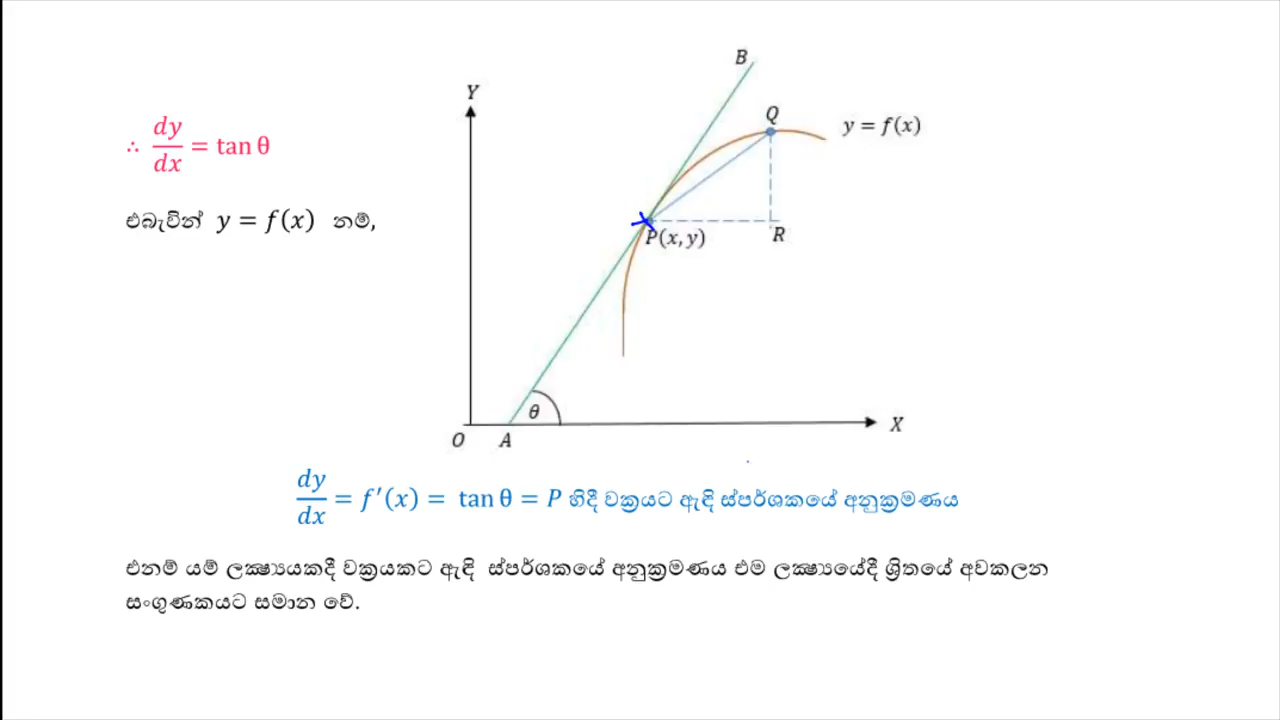 B
Y
Q
y = f(x)
∴ dy/dx = tan θ
එබැවින් y = f(x) නම්,
P(x, y)
R
θ
X
O
A
dy/dx = f′(x) = tan θ = P හිදී වක්‍රයට ඇඳි ස්පර්ශකයේ අනුක්‍රමණය
එනම් යම් ලක්‍ෂ්‍යයකදී වක්‍රයකට ඇඳි ස්පර්ශකයේ අනුක්‍රමණය එම ලක්‍ෂ්‍යයේදී ශ්‍රිතයේ අවකලන
සංගුණකයට සමාන වේ.